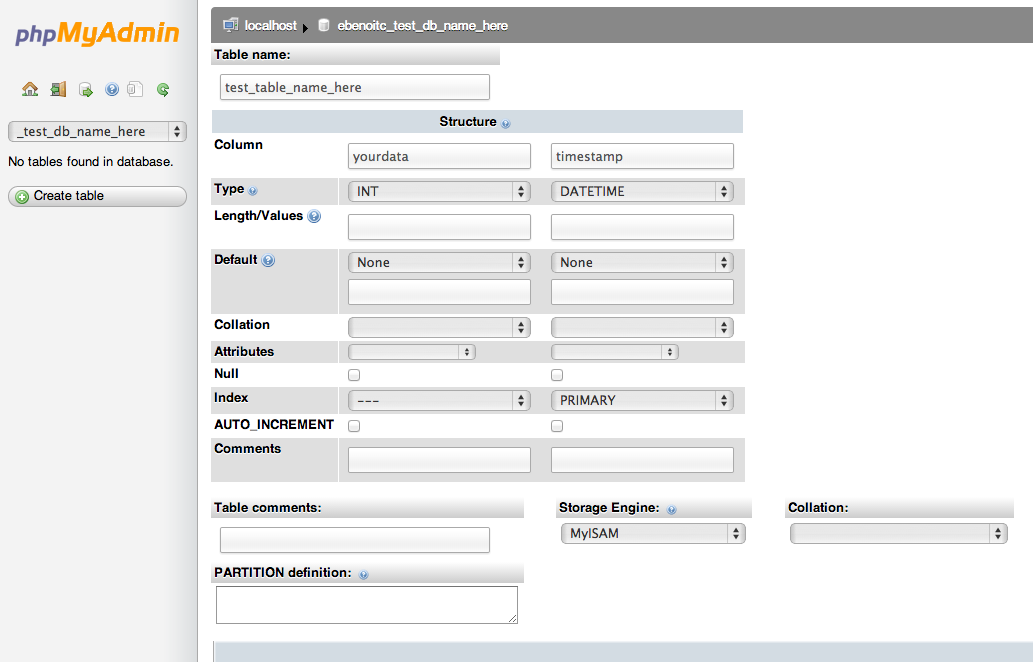 phpMyAdmin
_test_db_name_here
No tables found in database.
Create table
localhost ebenoitc_test_db_name_here
Table name:
test_table_name_here
Structure
Column yourdata timestamp
Type INT DATETIME
Length/Values
Default None None
Collation
Attributes
Null
Index --- PRIMARY
AUTO_INCREMENT
Comments
Table comments: Storage Engine: Collation:
MyISAM
PARTITION definition: